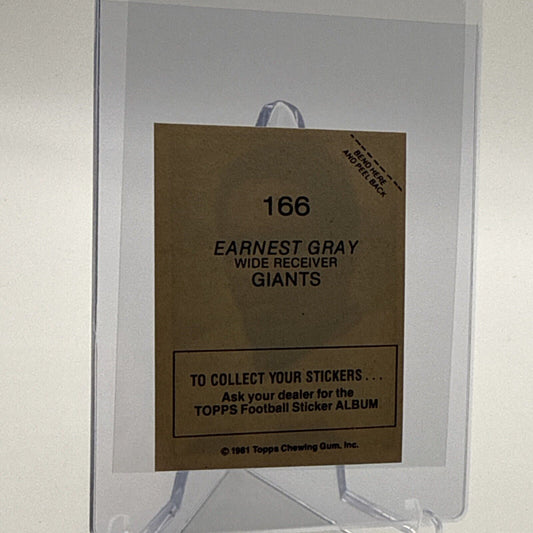 BEND HERE
AND PEEL BACK
166
EARNEST GRAY
WIDE RECEIVER
GIANTS
TO COLLECT YOUR STICKERS...
Ask your dealer for the
TOPPS Football Sticker ALBUM
© 1981 Topps Chewing Gum, Inc.